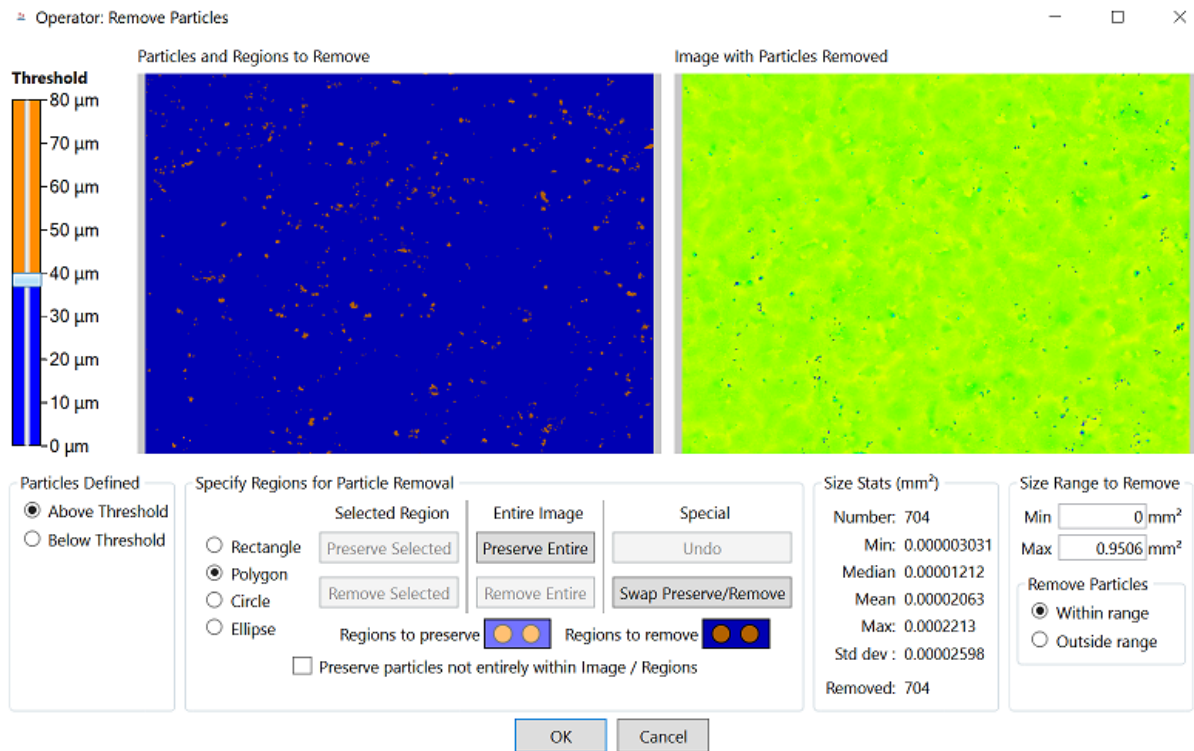 Operator: Remove Particles
Particles and Regions to Remove
Image with Particles Removed
Threshold
80 µm
70 µm
60 µm
50 µm
40 µm
30 µm
20 µm
10 µm
0 µm
Particles Defined
Above Threshold
Below Threshold
Specify Regions for Particle Removal
Selected Region Entire Image Special
Rectangle
Polygon
Circle
Ellipse
Preserve Selected Preserve Entire Undo
Remove Selected Remove Entire Swap Preserve/Remove
Regions to preserve Regions to remove
Preserve particles not entirely within Image / Regions
Size Stats (mm²)
Number: 704
Min: 0.000003031
Median 0.00001212
Mean 0.00002063
Max: 0.0002213
Std dev : 0.00002598
Removed: 704
Size Range to Remove
Min 0 mm²
Max 0.9506 mm²
Remove Particles
Within range
Outside range
OK Cancel